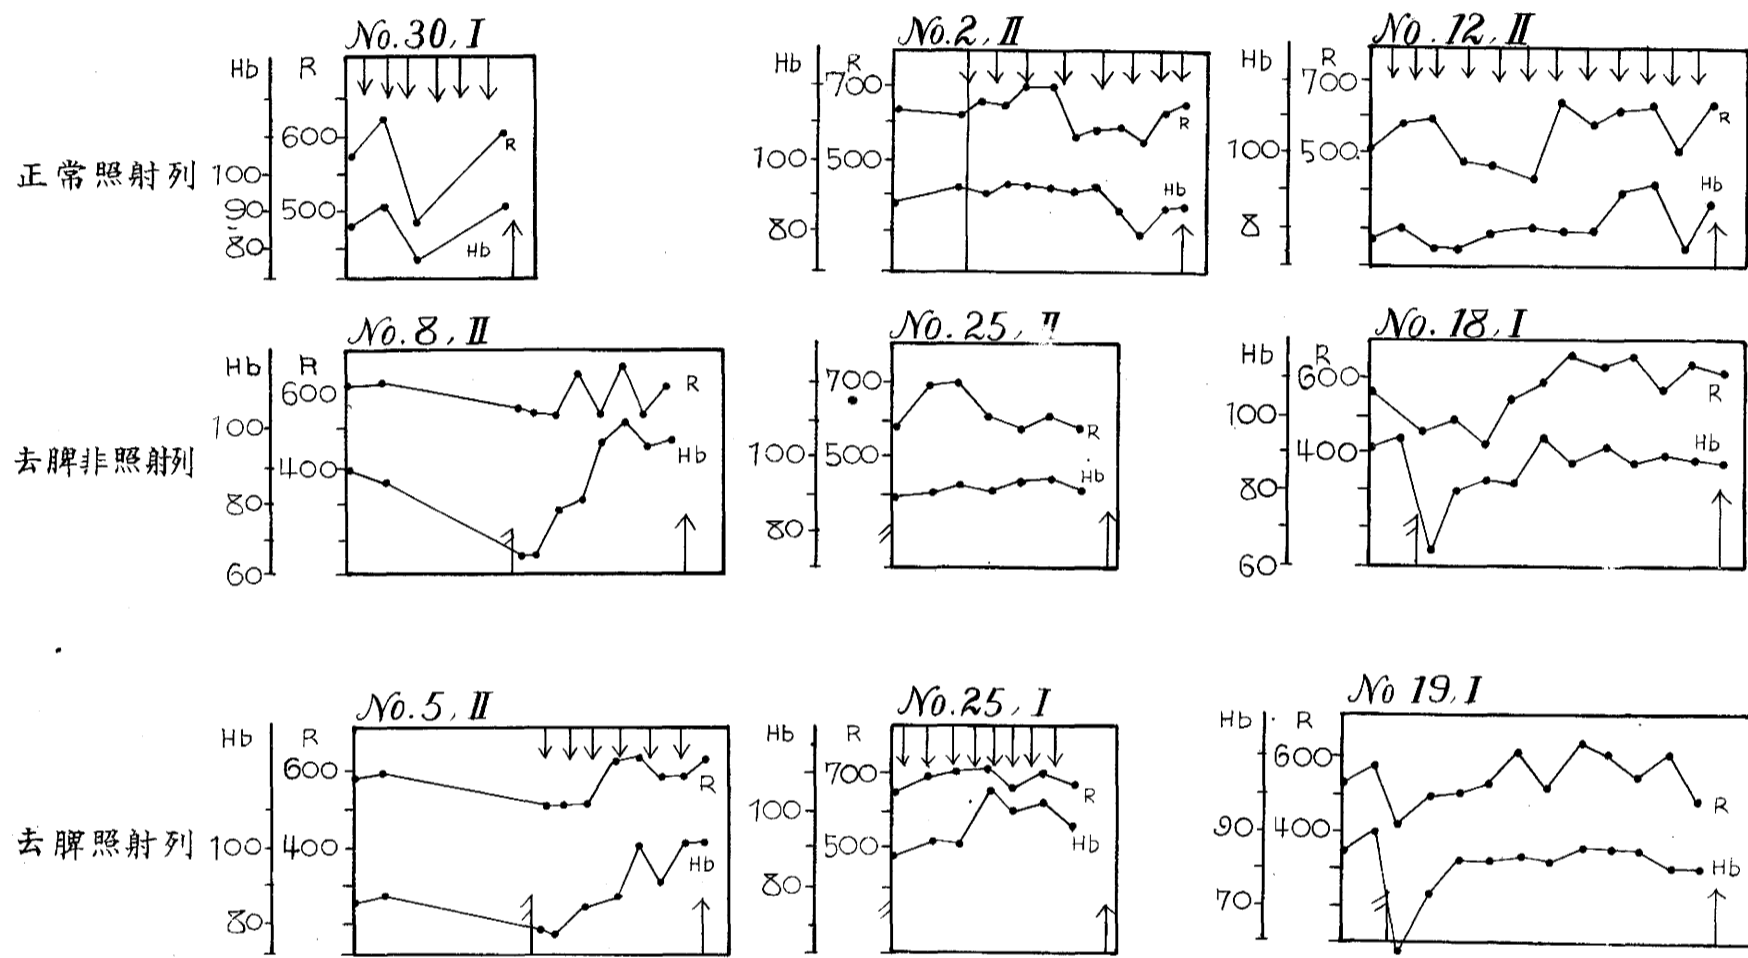 No.30, I
Hb R
600
100
90 500
80
R
Hb
正常照射列
No.2, II
Hb R
700
100 500
80
R
Hb
No.12, II
Hb R
700
100 500
8
R
Hb
No.8, II
Hb R
600
100
400
80
60
R
Hb
去脾非照射列
No.25, II
700
100 500
80
R
Hb
No.18, I
Hb R
600
100
400
80
60
R
Hb
No.5, II
Hb R
600
100 400
80
R
Hb
去脾照射列
No.25, I
Hb R
700
100
500
80
R
Hb
No 19, I
Hb R
600
90 400
70
R
Hb